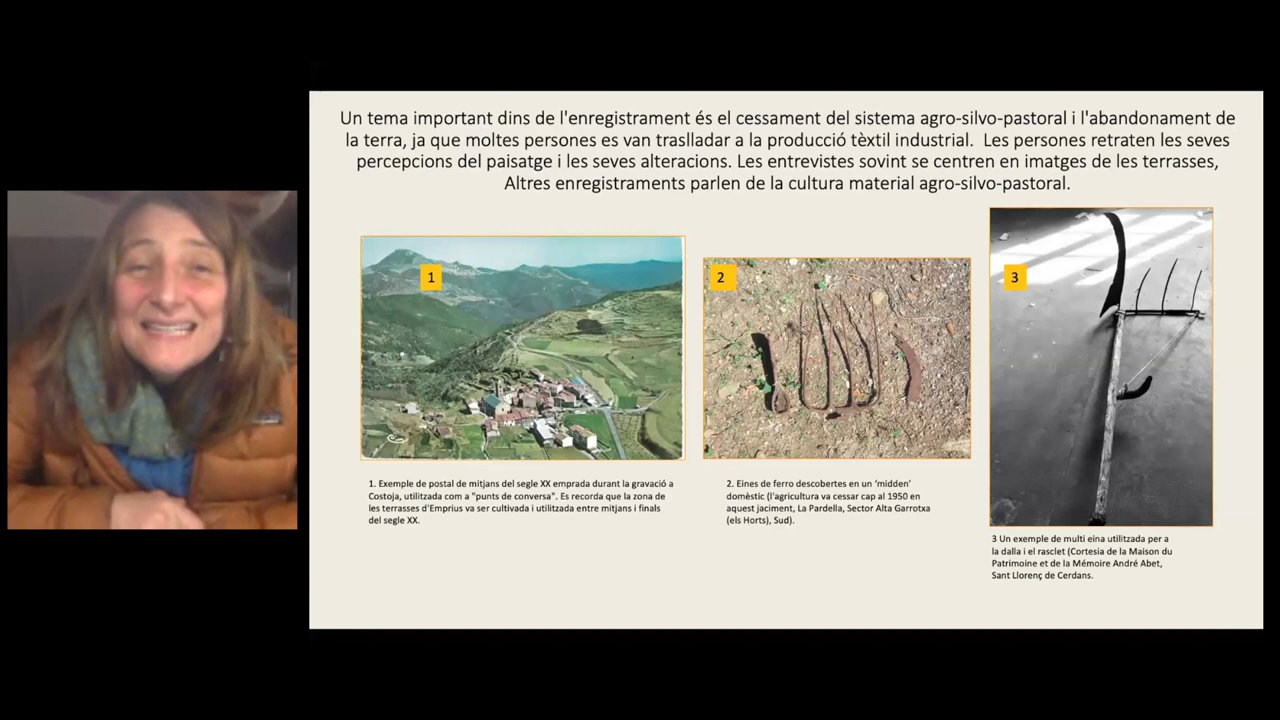 Un tema important dins de l'enregistrament és el cessament del sistema agro-silvo-pastoral i l'abandonament de
la terra, ja que moltes persones es van traslladar a la producció tèxtil industrial. Les persones retraten les seves
percepcions del paisatge i les seves alteracions. Les entrevistes sovint se centren en imatges de les terrasses,
Altres enregistraments parlen de la cultura material agro-silvo-pastoral.
1
2
3
1. Exemple de postal de mitjans del segle XX emprada durant la gravació a
Costoja, utilitzada com a "punts de conversa". Es recorda que la zona de
les terrasses d'Emprius va ser cultivada i utilitzada entre mitjans i finals
del segle XX.
2. Eines de ferro descobertes en un 'midden'
domèstic (l'agricultura va cessar cap al 1950 en
aquest jaciment, La Pardella, Sector Alta Garrotxa
(els Horts), Sud).
3 Un exemple de multi eina utilitzada per a
la dalla i el rasclet (Cortesia de la Maison du
Patrimoine et de la Mémoire André Abet,
Sant Llorenç de Cerdans.